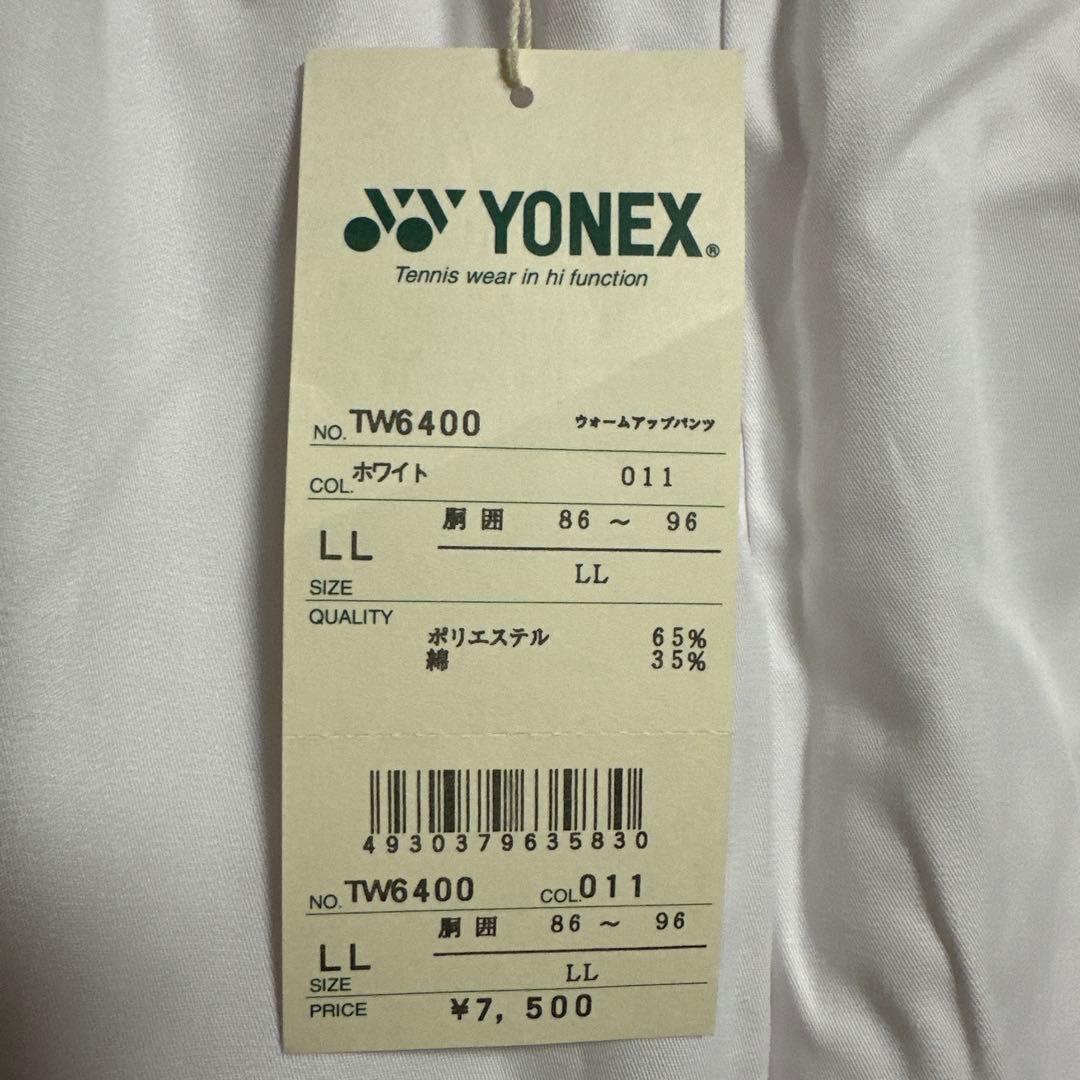 YONEX®
Tennis wear in hi function
NO. TW6400 ウォームアップパンツ
COL. ホワイト 011
LL 胴囲 86 ～ 96
SIZE LL
QUALITY
ポリエステル 65%
綿 35%
4930379635830
NO. TW6400 COL. 011
LL 胴囲 86 ～ 96
SIZE LL
PRICE ¥7, 500